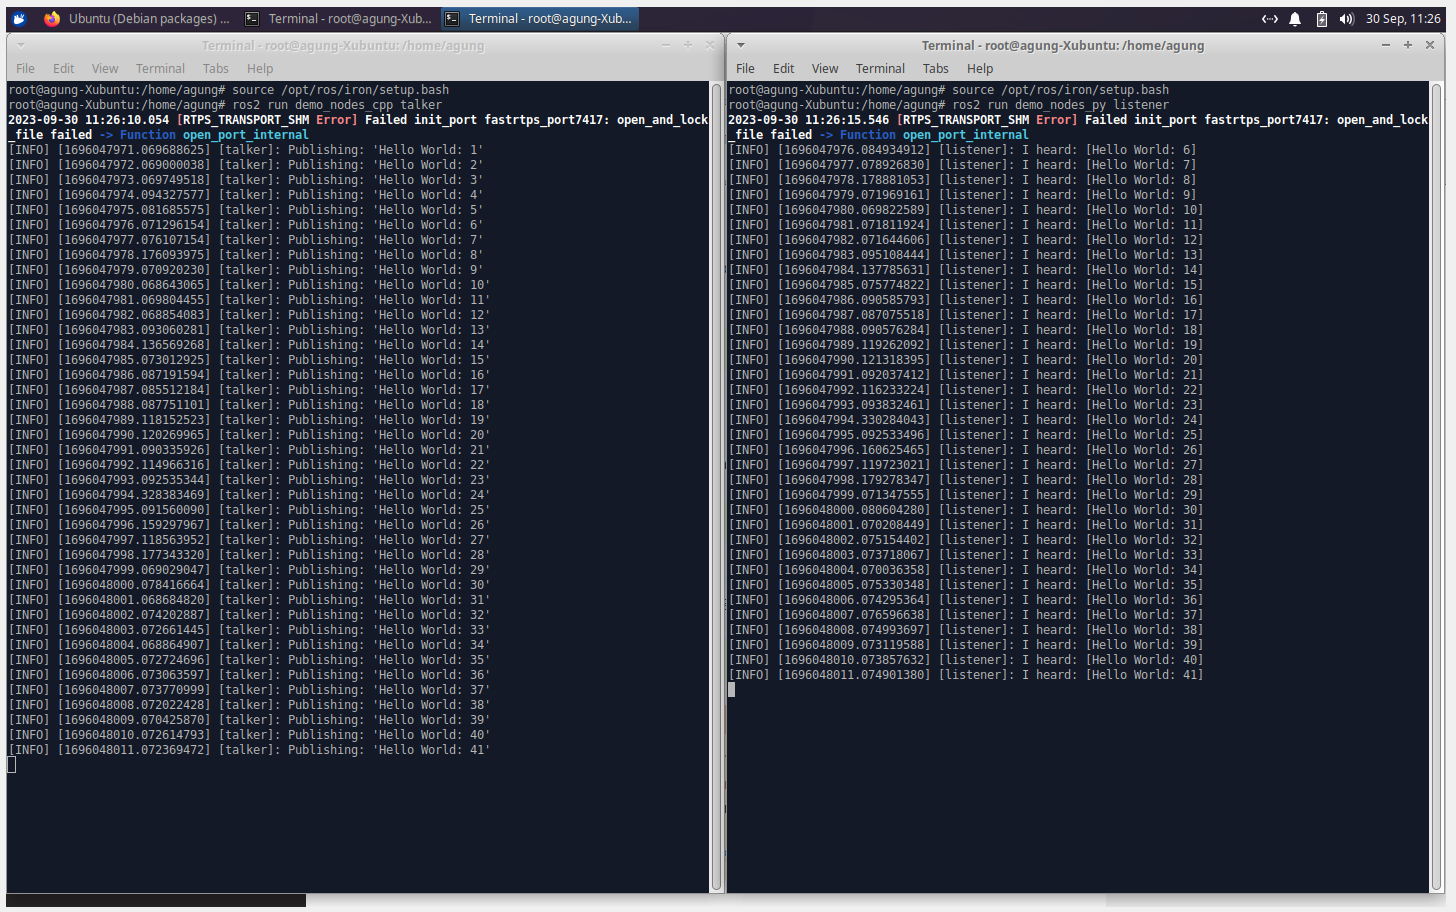 Ubuntu (Debian packages) ...
Terminal - root@agung-Xub...
Terminal - root@agung-Xub...
30 Sep, 11:26
Terminal - root@agung-Xubuntu: /home/agung
File Edit View Terminal Tabs Help
root@agung-Xubuntu:/home/agung# source /opt/ros/iron/setup.bash
root@agung-Xubuntu:/home/agung# ros2 run demo_nodes_cpp talker
2023-09-30 11:26:10.054 [RTPS_TRANSPORT_SHM Error] Failed init_port fastrtps_port7417: open_and_lock
_file failed -> Function open_port_internal
[INFO] [1696047971.069688625] [talker]: Publishing: 'Hello World: 1'
[INFO] [1696047972.069000038] [talker]: Publishing: 'Hello World: 2'
[INFO] [1696047973.069749518] [talker]: Publishing: 'Hello World: 3'
[INFO] [1696047974.094327577] [talker]: Publishing: 'Hello World: 4'
[INFO] [1696047975.081685575] [talker]: Publishing: 'Hello World: 5'
[INFO] [1696047976.071296154] [talker]: Publishing: 'Hello World: 6'
[INFO] [1696047977.076107154] [talker]: Publishing: 'Hello World: 7'
[INFO] [1696047978.176093975] [talker]: Publishing: 'Hello World: 8'
[INFO] [1696047979.070920230] [talker]: Publishing: 'Hello World: 9'
[INFO] [1696047980.068643065] [talker]: Publishing: 'Hello World: 10'
[INFO] [1696047981.069804455] [talker]: Publishing: 'Hello World: 11'
[INFO] [1696047982.068854083] [talker]: Publishing: 'Hello World: 12'
[INFO] [1696047983.093060281] [talker]: Publishing: 'Hello World: 13'
[INFO] [1696047984.136569268] [talker]: Publishing: 'Hello World: 14'
[INFO] [1696047985.073012925] [talker]: Publishing: 'Hello World: 15'
[INFO] [1696047986.087191594] [talker]: Publishing: 'Hello World: 16'
[INFO] [1696047987.085512184] [talker]: Publishing: 'Hello World: 17'
[INFO] [1696047988.087751101] [talker]: Publishing: 'Hello World: 18'
[INFO] [1696047989.118152523] [talker]: Publishing: 'Hello World: 19'
[INFO] [1696047990.120269965] [talker]: Publishing: 'Hello World: 20'
[INFO] [1696047991.090335926] [talker]: Publishing: 'Hello World: 21'
[INFO] [1696047992.114966316] [talker]: Publishing: 'Hello World: 22'
[INFO] [1696047993.092535344] [talker]: Publishing: 'Hello World: 23'
[INFO] [1696047994.328383469] [talker]: Publishing: 'Hello World: 24'
[INFO] [1696047995.091560090] [talker]: Publishing: 'Hello World: 25'
[INFO] [1696047996.159297967] [talker]: Publishing: 'Hello World: 26'
[INFO] [1696047997.118563952] [talker]: Publishing: 'Hello World: 27'
[INFO] [1696047998.177343320] [talker]: Publishing: 'Hello World: 28'
[INFO] [1696047999.069029047] [talker]: Publishing: 'Hello World: 29'
[INFO] [1696048000.078416664] [talker]: Publishing: 'Hello World: 30'
[INFO] [1696048001.068684820] [talker]: Publishing: 'Hello World: 31'
[INFO] [1696048002.074202887] [talker]: Publishing: 'Hello World: 32'
[INFO] [1696048003.072661445] [talker]: Publishing: 'Hello World: 33'
[INFO] [1696048004.068864907] [talker]: Publishing: 'Hello World: 34'
[INFO] [1696048005.072724696] [talker]: Publishing: 'Hello World: 35'
[INFO] [1696048006.073063597] [talker]: Publishing: 'Hello World: 36'
[INFO] [1696048007.073770999] [talker]: Publishing: 'Hello World: 37'
[INFO] [1696048008.072022428] [talker]: Publishing: 'Hello World: 38'
[INFO] [1696048009.070425870] [talker]: Publishing: 'Hello World: 39'
[INFO] [1696048010.072614793] [talker]: Publishing: 'Hello World: 40'
[INFO] [1696048011.072369472] [talker]: Publishing: 'Hello World: 41'
Terminal - root@agung-Xubuntu: /home/agung
File Edit View Terminal Tabs Help
root@agung-Xubuntu:/home/agung# source /opt/ros/iron/setup.bash
root@agung-Xubuntu:/home/agung# ros2 run demo_nodes_py listener
2023-09-30 11:26:15.546 [RTPS_TRANSPORT_SHM Error] Failed init_port fastrtps_port7417: open_and_lock
_file failed -> Function open_port_internal
[INFO] [1696047976.084934912] [listener]: I heard: [Hello World: 6]
[INFO] [1696047977.078926830] [listener]: I heard: [Hello World: 7]
[INFO] [1696047978.178881053] [listener]: I heard: [Hello World: 8]
[INFO] [1696047979.071969161] [listener]: I heard: [Hello World: 9]
[INFO] [1696047980.069822589] [listener]: I heard: [Hello World: 10]
[INFO] [1696047981.071811924] [listener]: I heard: [Hello World: 11]
[INFO] [1696047982.071644606] [listener]: I heard: [Hello World: 12]
[INFO] [1696047983.095108444] [listener]: I heard: [Hello World: 13]
[INFO] [1696047984.137785631] [listener]: I heard: [Hello World: 14]
[INFO] [1696047985.075774822] [listener]: I heard: [Hello World: 15]
[INFO] [1696047986.090585793] [listener]: I heard: [Hello World: 16]
[INFO] [1696047987.087075518] [listener]: I heard: [Hello World: 17]
[INFO] [1696047988.090576284] [listener]: I heard: [Hello World: 18]
[INFO] [1696047989.119262092] [listener]: I heard: [Hello World: 19]
[INFO] [1696047990.121318395] [listener]: I heard: [Hello World: 20]
[INFO] [1696047991.092037412] [listener]: I heard: [Hello World: 21]
[INFO] [1696047992.116233224] [listener]: I heard: [Hello World: 22]
[INFO] [1696047993.093832461] [listener]: I heard: [Hello World: 23]
[INFO] [1696047994.330284043] [listener]: I heard: [Hello World: 24]
[INFO] [1696047995.092533496] [listener]: I heard: [Hello World: 25]
[INFO] [1696047996.160625465] [listener]: I heard: [Hello World: 26]
[INFO] [1696047997.119723021] [listener]: I heard: [Hello World: 27]
[INFO] [1696047998.179278347] [listener]: I heard: [Hello World: 28]
[INFO] [1696047999.071347555] [listener]: I heard: [Hello World: 29]
[INFO] [1696048000.080604280] [listener]: I heard: [Hello World: 30]
[INFO] [1696048001.070208449] [listener]: I heard: [Hello World: 31]
[INFO] [1696048002.075154402] [listener]: I heard: [Hello World: 32]
[INFO] [1696048003.073718067] [listener]: I heard: [Hello World: 33]
[INFO] [1696048004.070036358] [listener]: I heard: [Hello World: 34]
[INFO] [1696048005.075330348] [listener]: I heard: [Hello World: 35]
[INFO] [1696048006.074295364] [listener]: I heard: [Hello World: 36]
[INFO] [1696048007.076596638] [listener]: I heard: [Hello World: 37]
[INFO] [1696048008.074993697] [listener]: I heard: [Hello World: 38]
[INFO] [1696048009.073119588] [listener]: I heard: [Hello World: 39]
[INFO] [1696048010.073857632] [listener]: I heard: [Hello World: 40]
[INFO] [1696048011.074901380] [listener]: I heard: [Hello World: 41]